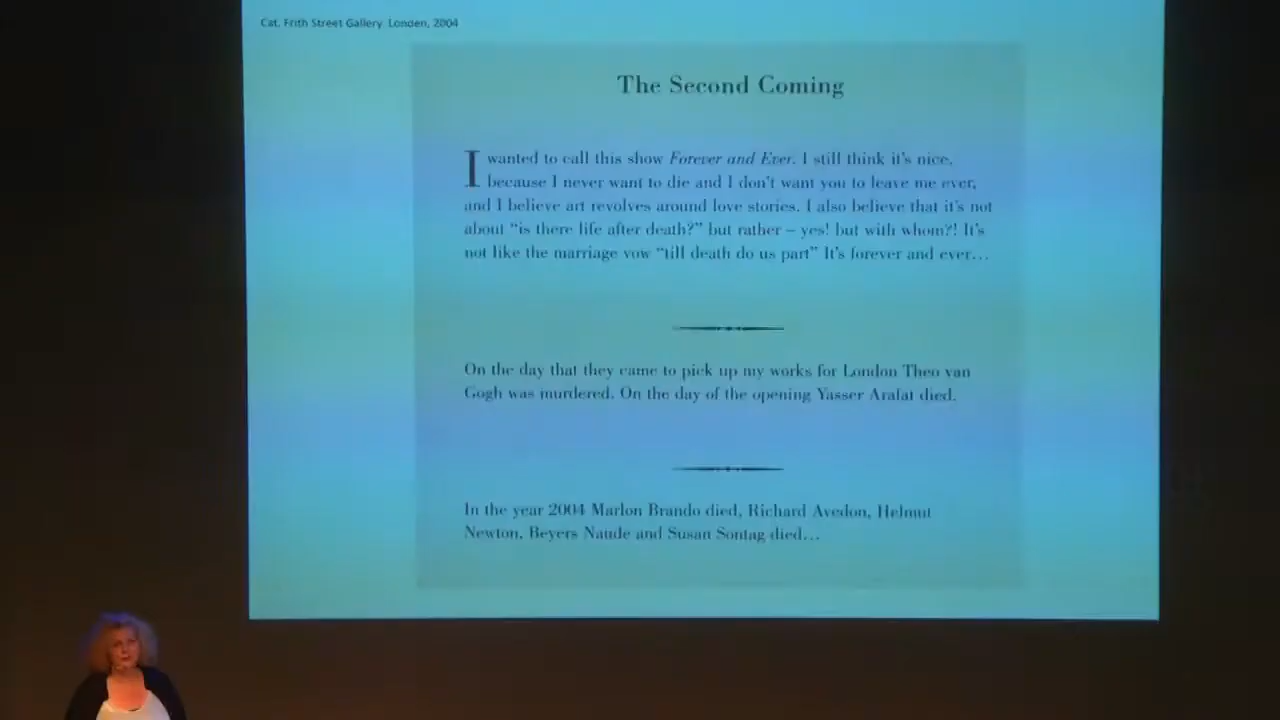 Cat. Frith Street Gallery. Londen, 2004
The Second Coming
I wanted to call this show Forever and Ever. I still think it's nice,
because I never want to die and I don't want you to leave me ever,
and I believe art revolves around love stories. I also believe that it's not
about “is there life after death?” but rather – yes! but with whom?! It's
not like the marriage vow “till death do us part” It's forever and ever…
On the day that they came to pick up my works for London Theo van
Gogh was murdered. On the day of the opening Yasser Arafat died.
In the year 2004 Marlon Brando died, Richard Avedon, Helmut
Newton, Beyers Naude and Susan Sontag died…